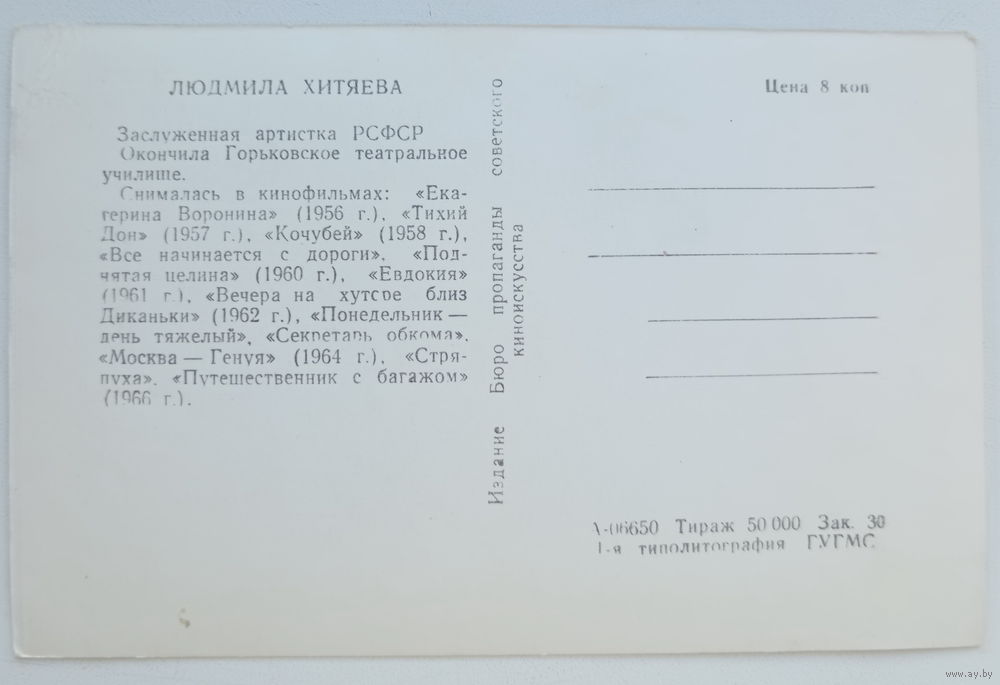 ЛЮДМИЛА ХИТЯЕВА
Заслуженная артистка РСФСР
Окончила Горьковское театральное
училище.
Снималась в кинофильмах: «Ека-
терина Воронина» (1956 г.), «Тихий
Дон» (1957 г.), «Кочубей» (1958 г.),
«Все начинается с дороги», «Под-
нятая целина» (1960 г.), «Евдокия»
(1961 г.), «Вечера на хуторе близ
Диканьки» (1962 г.), «Понедельник —
день тяжелый», «Секретарь обкома»,
«Москва — Генуя» (1964 г.), «Стря-
пуха», «Путешественник с багажом»
(1966 г.).
Издание Бюро пропаганды советского
киноискусства
Цена 8 коп
А-06650 Тираж 50 000 Зак. 30
1-я типолитография ГУГМС
www.ay.by